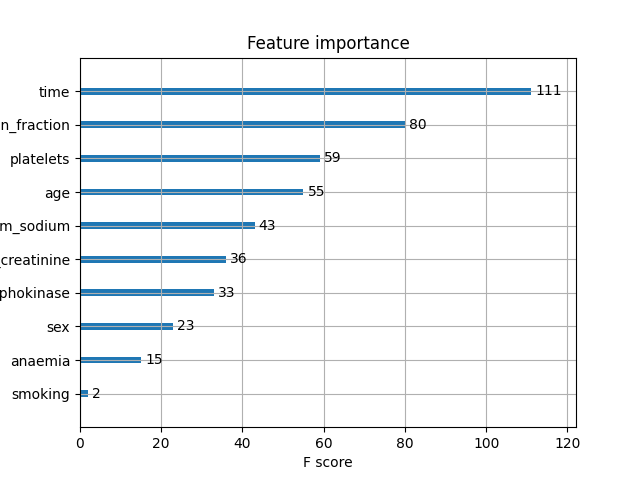 Feature importance
time 111
n_fraction 80
platelets 59
age 55
m_sodium 43
_creatinine 36
phokinase 33
sex 23
anaemia 15
smoking 2
0 20 40 60 80 100 120
F score